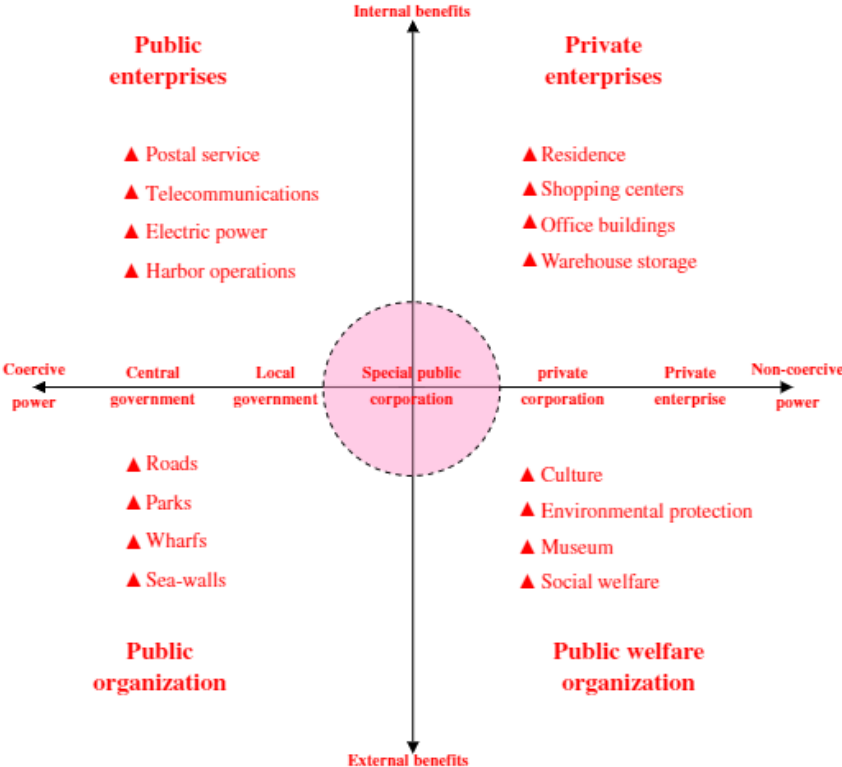 Internal benefits
Public
enterprises
Private
enterprises
▲ Postal service
▲ Telecommunications
▲ Electric power
▲ Harbor operations
▲ Residence
▲ Shopping centers
▲ Office buildings
▲ Warehouse storage
Coercive
power
Central
government
Local
government
Special public
corporation
private
corporation
Private
enterprise
Non-coercive
power
▲ Roads
▲ Parks
▲ Wharfs
▲ Sea-walls
▲ Culture
▲ Environmental protection
▲ Museum
▲ Social welfare
Public
organization
Public welfare
organization
External benefits